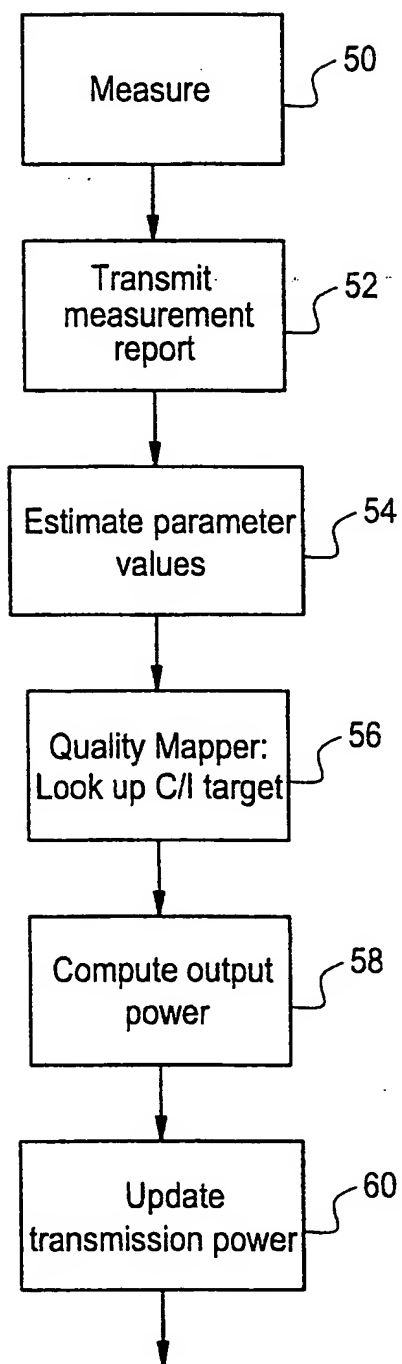 Measure
50
Transmit
measurement
report
52
Estimate parameter
values
54
Quality Mapper:
Look up C/I target
56
Compute output
power
58
Update
transmission power
60